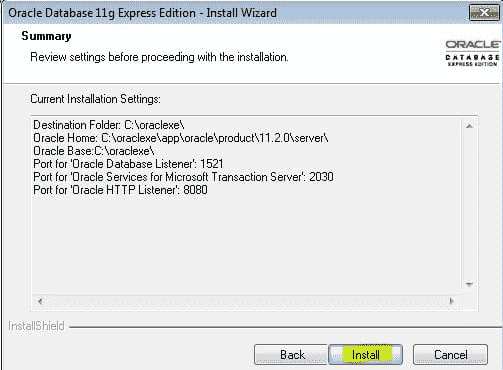 Oracle Database 11g Express Edition - Install Wizard
Summary
Review settings before proceeding with the installation.
ORACLE
DATABASE
EXPRESS EDITION
Current Installation Settings:
Destination Folder: C:\oraclexe\
Oracle Home: C:\oraclexe\app\oracle\product\11.2.0\server\
Oracle Base:C:\oraclexe\
Port for 'Oracle Database Listener': 1521
Port for 'Oracle Services for Microsoft Transaction Server': 2030
Port for 'Oracle HTTP Listener': 8080
InstallShield
Back
Install
Cancel